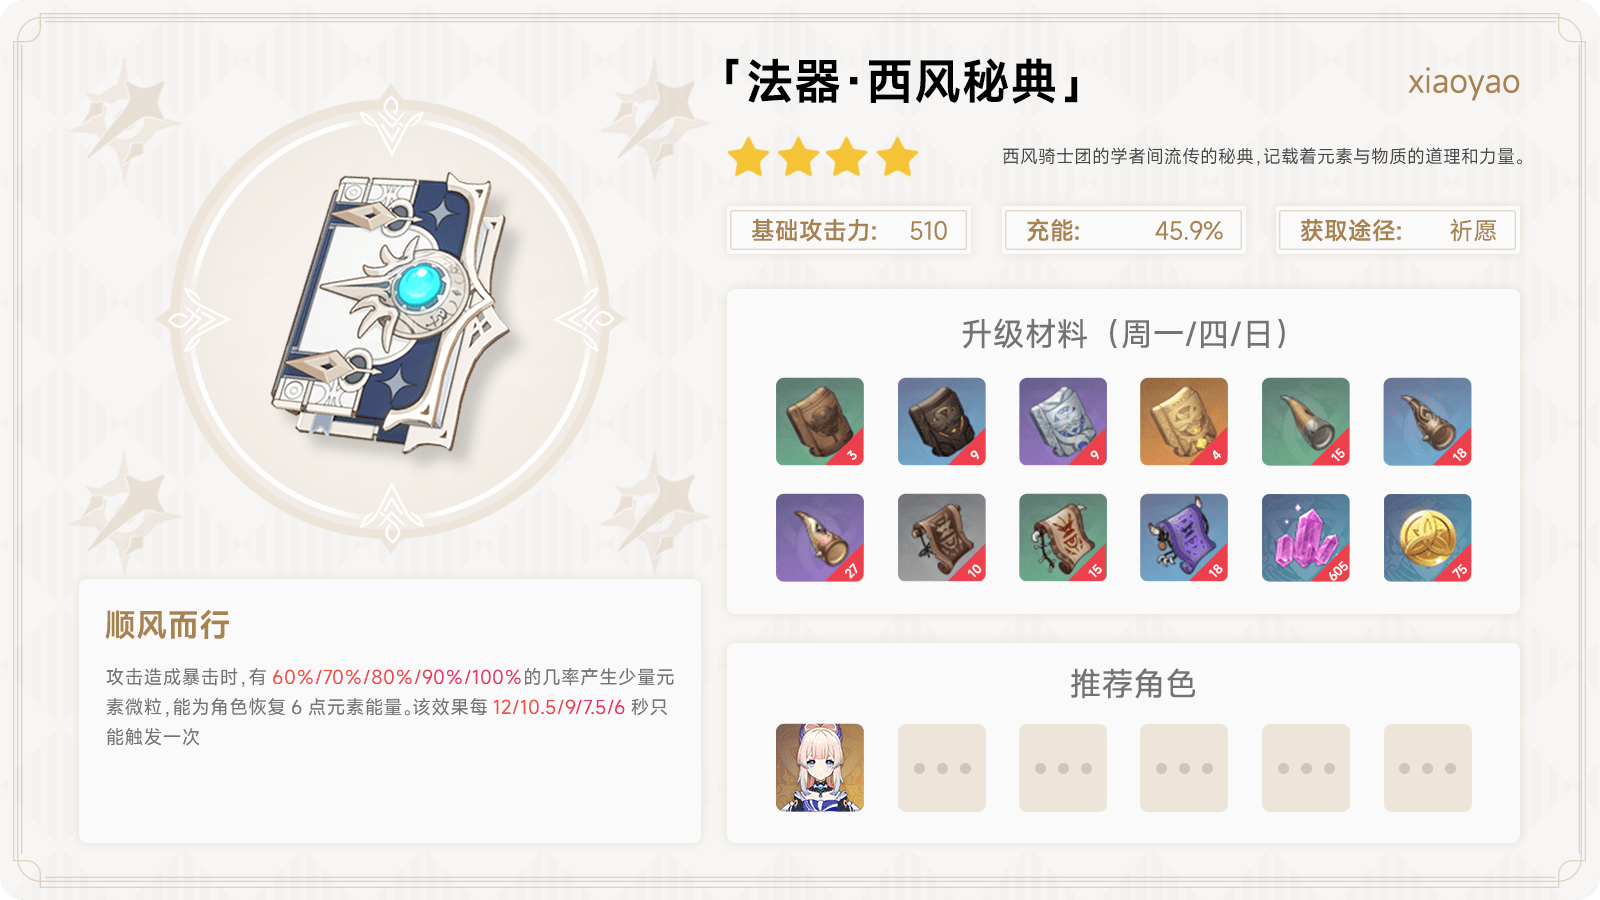 「法器·西风秘典」
xiaoyao
西风骑士团的学者间流传的秘典,记载着元素与物质的道理和力量。
基础攻击力: 510
充能: 45.9%
获取途径: 祈愿
升级材料（周一/四/日）
3 9 9 4 15 18
27 10 15 18 605 75
顺风而行
攻击造成暴击时,有 60%/70%/80%/90%/100%的几率产生少量元
素微粒,能为角色恢复 6 点元素能量。该效果每 12/10.5/9/7.5/6 秒只
能触发一次
推荐角色